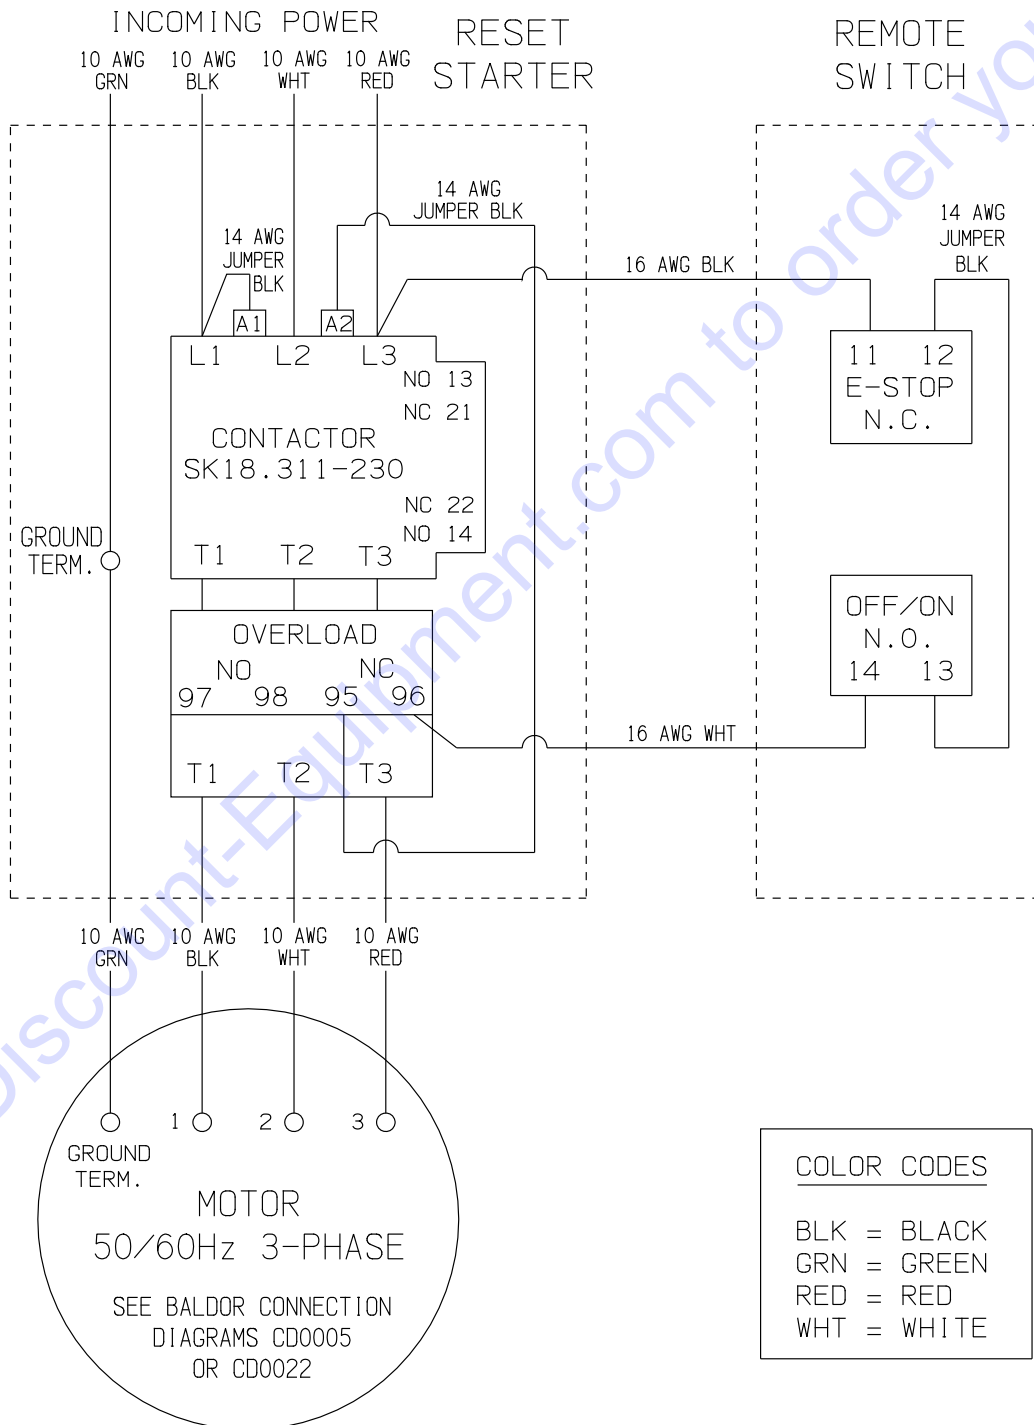 INCOMING POWER
10 AWG
GRN
10 AWG
BLK
10 AWG
WHT
10 AWG
RED
RESET
STARTER
REMOTE
SWITCH
14 AWG
JUMPER BLK
14 AWG
JUMPER
BLK
16 AWG BLK
14 AWG
JUMPER
BLK
A1
A2
L1
L2
L3
NO 13
NC 21
CONTACTOR
SK18.311-230
NC 22
NO 14
T1
T2
T3
GROUND
TERM.
11
12
E-STOP
N.C.
OVERLOAD
NO
NC
97
98
95
96
T1
T2
T3
OFF/ON
N.O.
14
13
16 AWG WHT
10 AWG
GRN
10 AWG
BLK
10 AWG
WHT
10 AWG
RED
1
2
3
GROUND
TERM.
MOTOR
50/60Hz 3-PHASE
SEE BALDOR CONNECTION
DIAGRAMS CD0005
OR CD0022
COLOR CODES
BLK = BLACK
GRN = GREEN
RED = RED
WHT = WHITE
Discount-Equipment.com to order